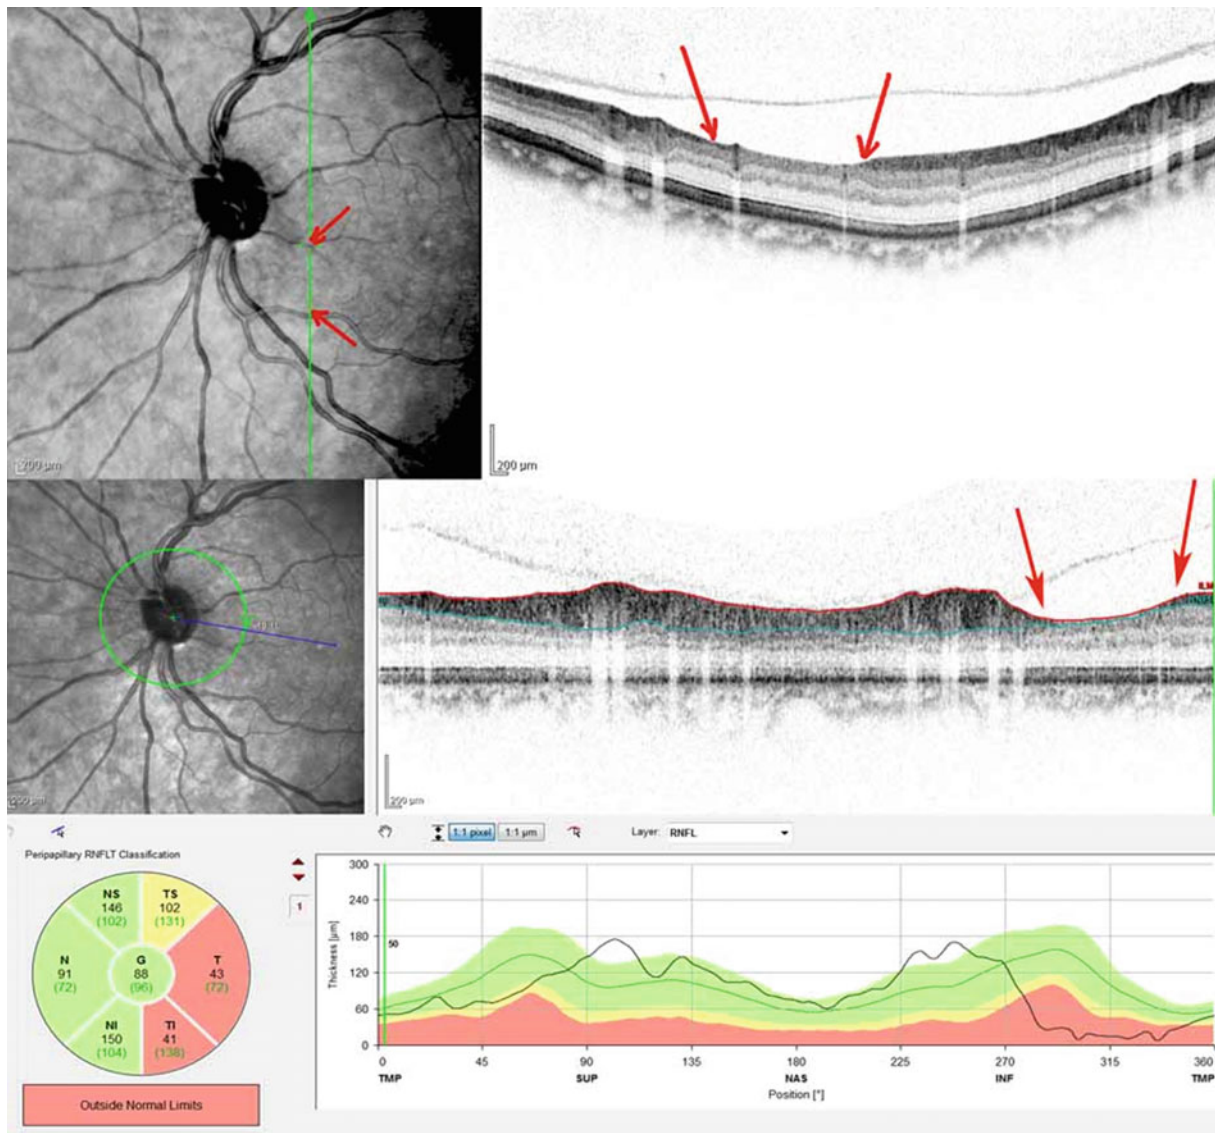 200 µm
200 µm
200 µm
200 µm
ILM
1:1 pixel 1:1 µm Layer: RNFL
Peripapillary RNFLT Classification
NS
146
(102)
TS
102
(131)
N
91
(72)
G
88
(96)
T
43
(72)
NI
150
(104)
TI
41
(138)
Outside Normal Limits
1
Thickness [µm]
300
240
180
120
60
0
50
0 45 90 135 180 225 270 315 360
TMP SUP NAS INF TMP
Position [°]